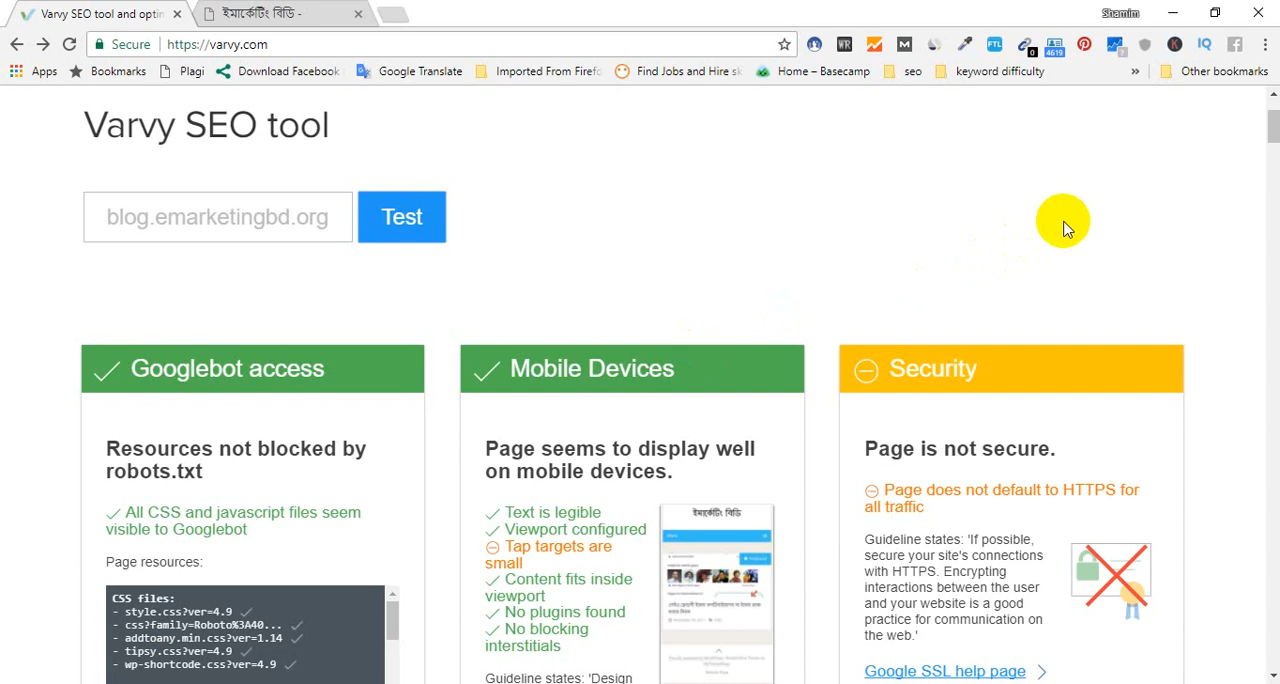 Varvy SEO tool and optin
ইমার্কেটিং বিডি -
Shamim
Secure
https://varvy.com
WR
M
FTL
0
4619
?
K
IQ
Apps
Bookmarks
Plagi
Download Facebook
Google Translate
Imported From Firefo
Find Jobs and Hire sk
Home – Basecamp
seo
keyword difficulty
»
Other bookmarks
Varvy SEO tool
blog.emarketingbd.org
Test
Googlebot access
Resources not blocked by
robots.txt
All CSS and javascript files seem
visible to Googlebot
Page resources:
CSS files:
- style.css?ver=4.9
- css?family=Roboto%3A40...
- addtoany.min.css?ver=1.14
- tipsy.css?ver=4.9
- wp-shortcode.css?ver=4.9
Mobile Devices
Page seems to display well
on mobile devices.
Text is legible
Viewport configured
Tap targets are
small
Content fits inside
viewport
No plugins found
No blocking
interstitials
Guideline states: 'Design
ইমার্কেটিং বিডি
Security
Page is not secure.
Page does not default to HTTPS for
all traffic
Guideline states: 'If possible,
secure your site's connections
with HTTPS. Encrypting
interactions between the user
and your website is a good
practice for communication on
the web.'
Google SSL help page